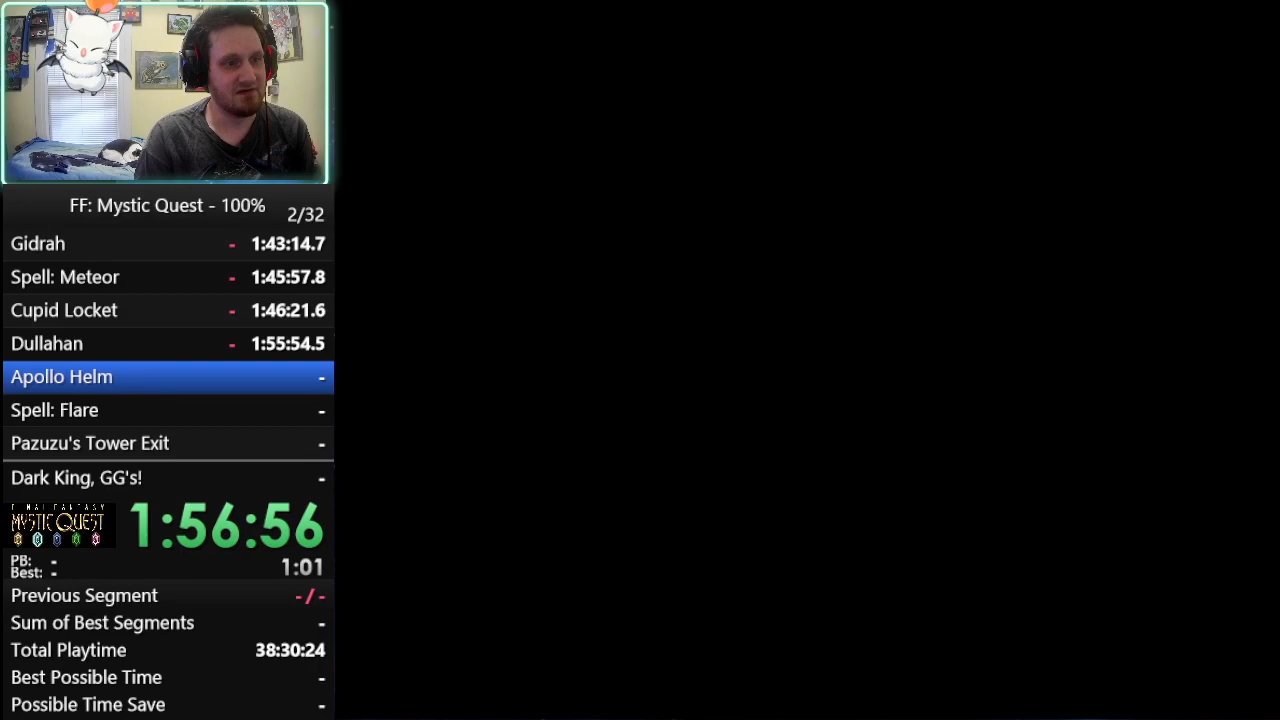 FF: Mystic Quest - 100%
2/32
Gidrah - 1:43:14.7
Spell: Meteor - 1:45:57.8
Cupid Locket - 1:46:21.6
Dullahan - 1:55:54.5
Apollo Helm -
Spell: Flare -
Pazuzu's Tower Exit -
Dark King, GG's! -
FINAL FANTASY
MYSTIC QUEST
1:56:56
PB: -
Best: -
1:01
Previous Segment - / -
Sum of Best Segments -
Total Playtime 38:30:24
Best Possible Time -
Possible Time Save -